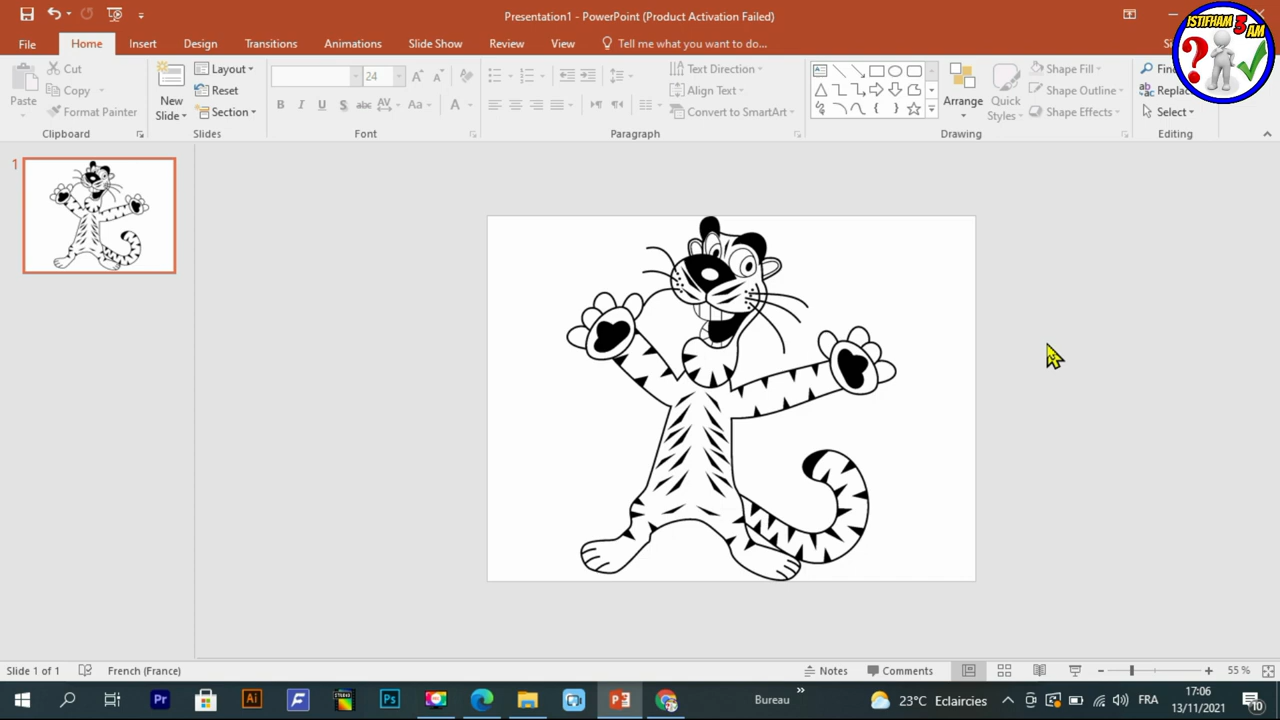 Presentation1 - PowerPoint (Product Activation Failed)
ISTIFHAM 3 AM
File Home Insert Design Transitions Animations Slide Show Review View Tell me what you want to do...
Paste Cut Copy Format Painter
New Slide Layout Reset Section
24
Text Direction
Align Text
Convert to SmartArt
Arrange Quick Styles
Shape Fill
Shape Outline
Shape Effects
Replac
Select
Clipboard Slides Font Paragraph Drawing Editing
1
Slide 1 of 1 French (France) Notes Comments 55 %
Pr Ai F Ps Bureau 23°C Eclaircies FRA 17:06
13/11/2021 10